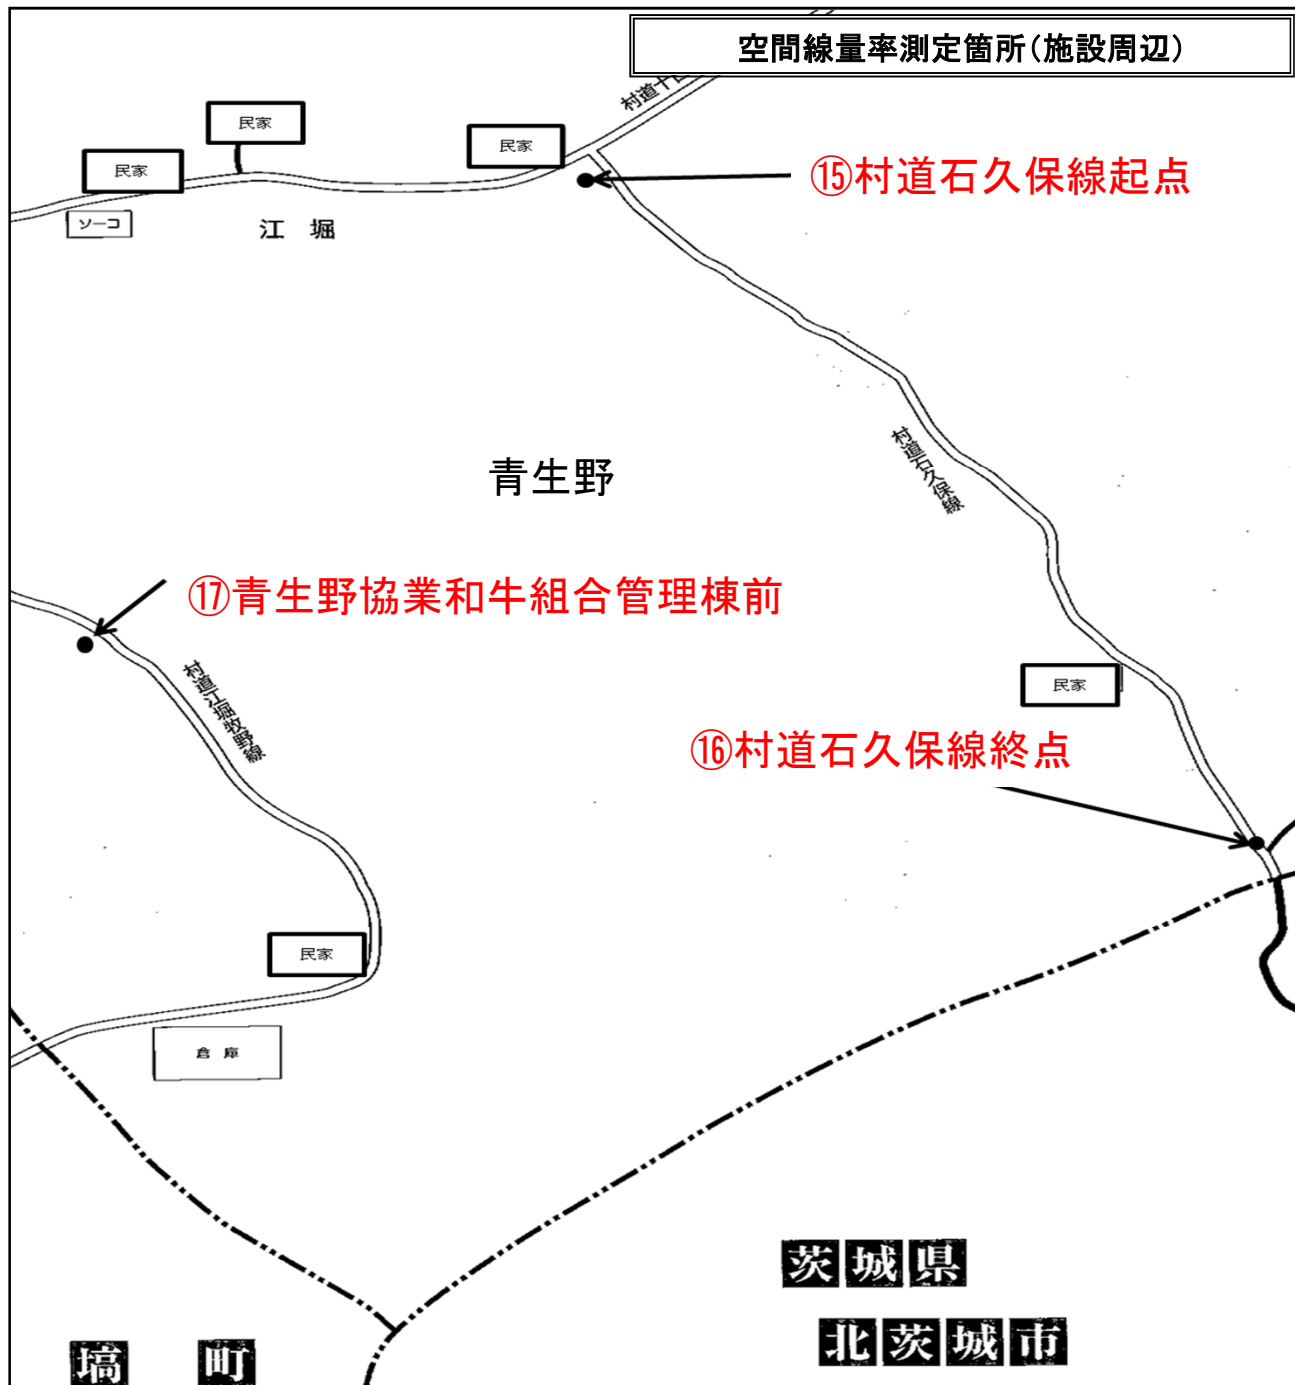 空間線量率測定箇所(施設周辺)
村道十
民家
民家
民家
⑮村道石久保線起点
ソーコ
江堀
村道石久保線
青生野
⑰青生野協業和牛組合管理棟前
村道江堀牧野線
民家
⑯村道石久保線終点
民家
倉庫
茨城県
北茨城市
塙町